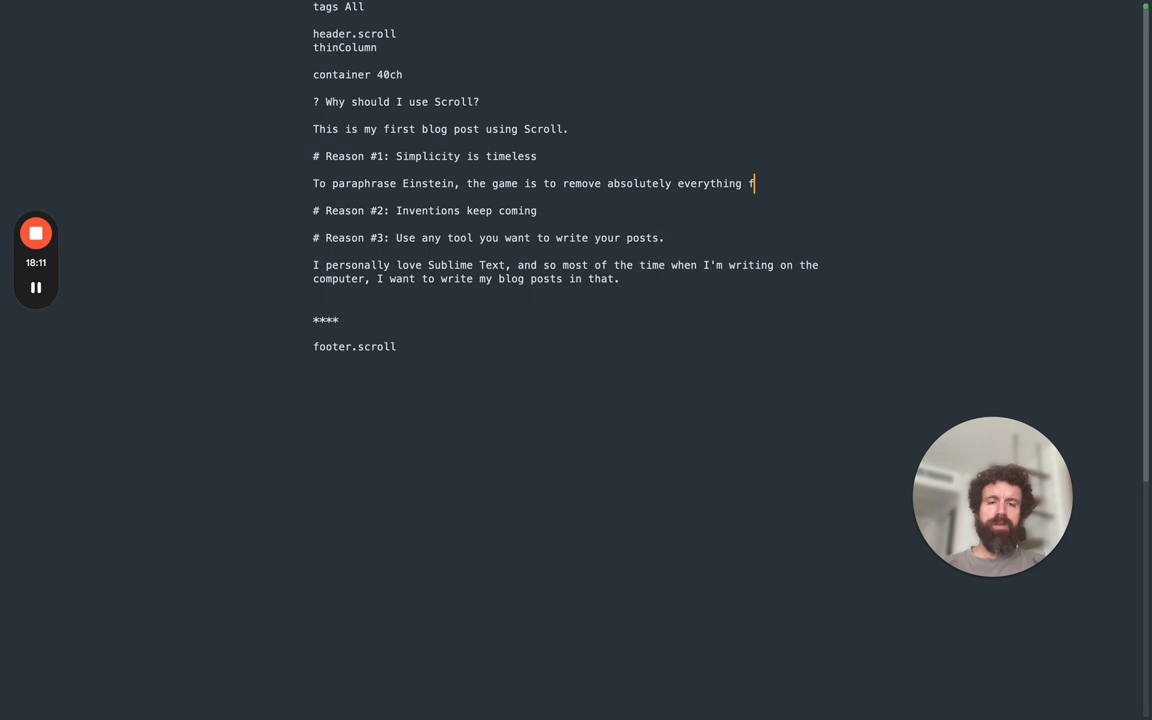 tags All
header.scroll
thinColumn
container 40ch
? Why should I use Scroll?
This is my first blog post using Scroll.
# Reason #1: Simplicity is timeless
To paraphrase Einstein, the game is to remove absolutely everything f
# Reason #2: Inventions keep coming
# Reason #3: Use any tool you want to write your posts.
I personally love Sublime Text, and so most of the time when I'm writing on the
computer, I want to write my blog posts in that.
****
footer.scroll
18:11